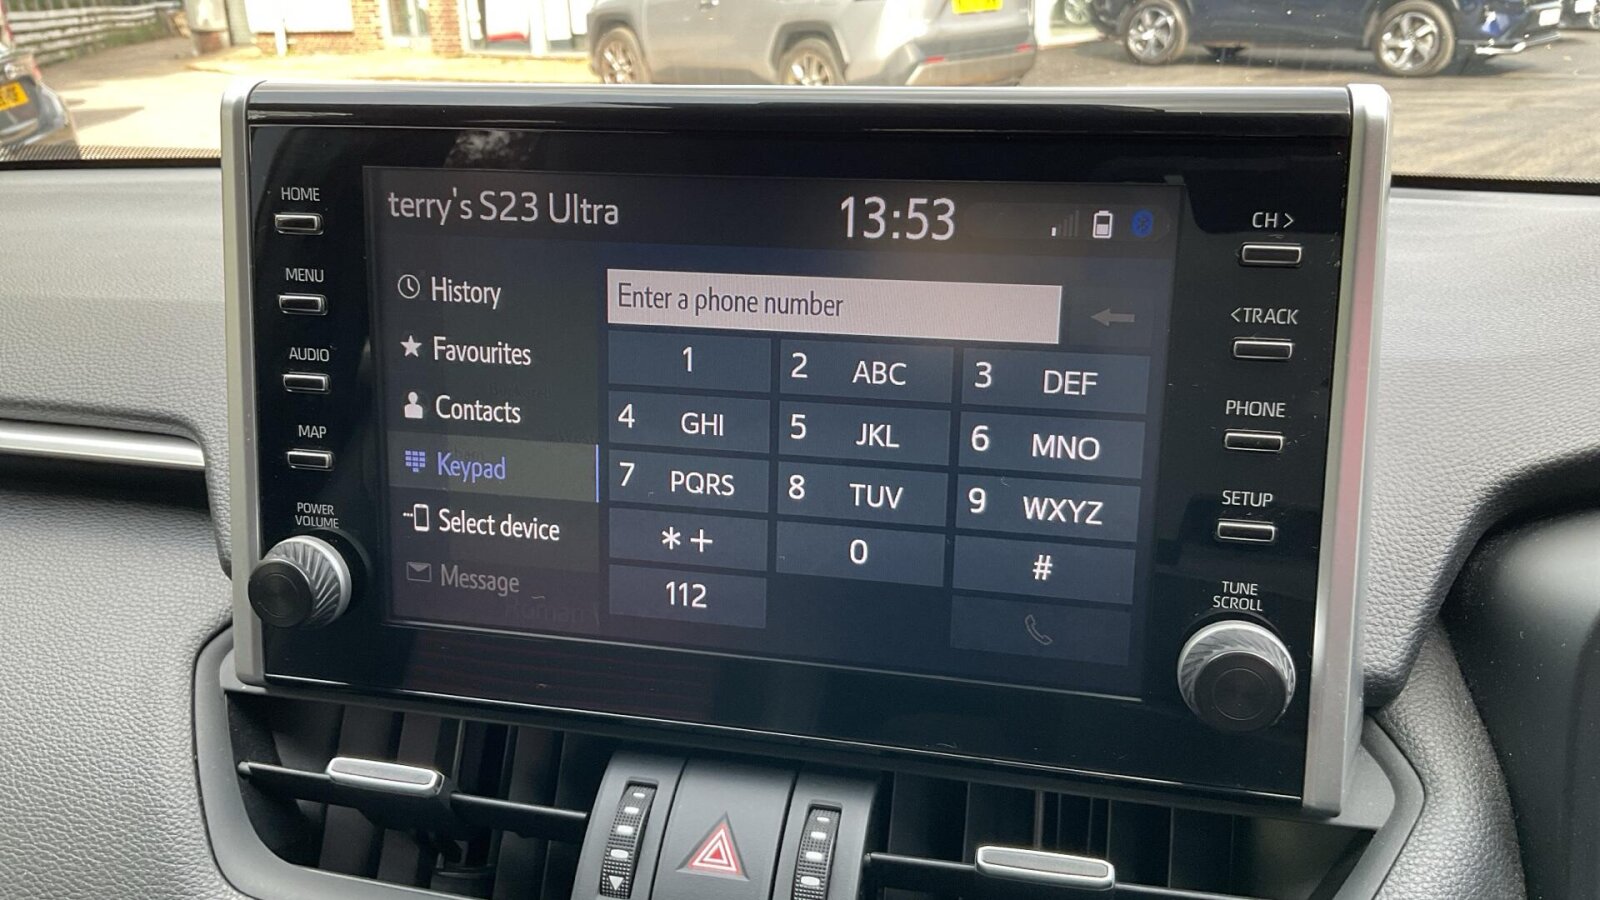 HOME
MENU
AUDIO
MAP
POWER
VOLUME
terry's S23 Ultra
13:53
History
Favourites
Contacts
Keypad
Select device
Message
Enter a phone number
1
2 ABC
3 DEF
4 GHI
5 JKL
6 MNO
7 PQRS
8 TUV
9 WXYZ
*+
0
#
112
CH >
<TRACK
PHONE
SETUP
TUNE
SCROLL